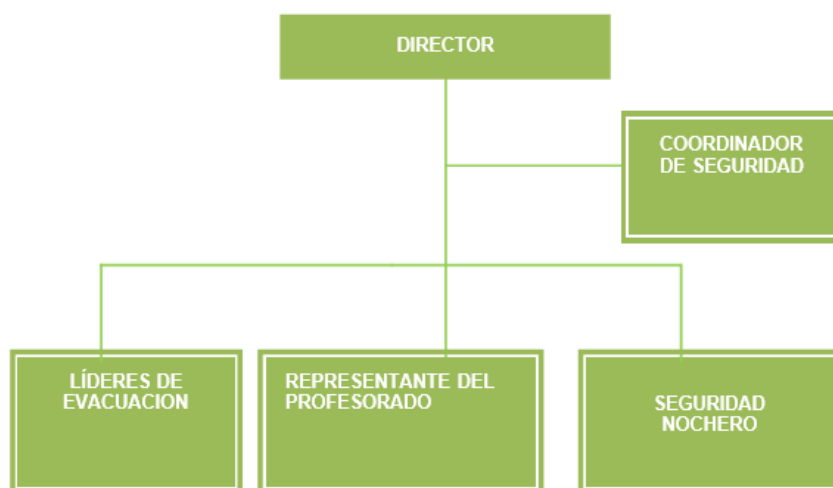 DIRECTOR
COORDINADOR
DE SEGURIDAD
LÍDERES DE
EVACUACION
REPRESENTANTE DEL
PROFESORADO
SEGURIDAD
NOCHERO